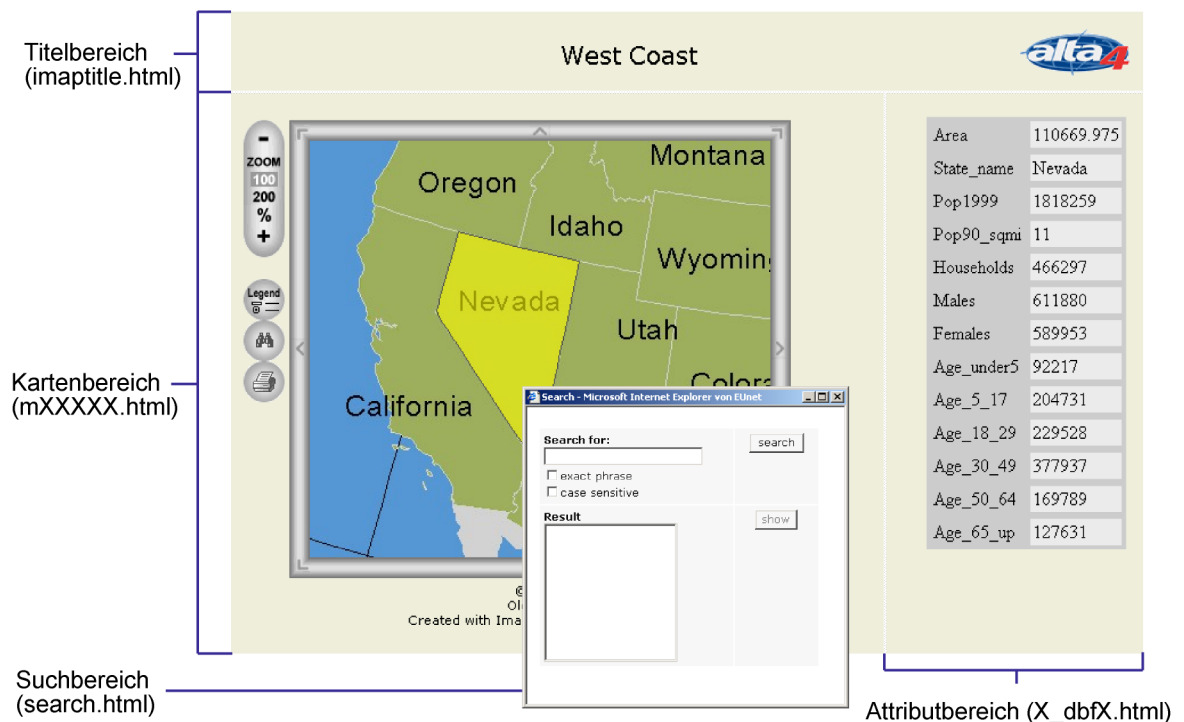 Titelbereich
(imaptitle.html)
West Coast
alta4
-
ZOOM
100
200
%
+
Legend
Kartenbereich
(mXXXXX.html)
Montana
Oregon
Idaho
Wyomin
Nevada
Utah
Colora
California
Area 110669.975
State_name Nevada
Pop1999 1818259
Pop90_sqmi 11
Households 466297
Males 611880
Females 589953
Age_under5 92217
Age_5_17 204731
Age_18_29 229528
Age_30_49 377937
Age_50_64 169789
Age_65_up 127631
Search - Microsoft Internet Explorer von EUnet
Search for:
search
exact phrase
case sensitive
Result
show
©
Created with Ima
Suchbereich
(search.html)
Attributbereich (X_dbfX.html)